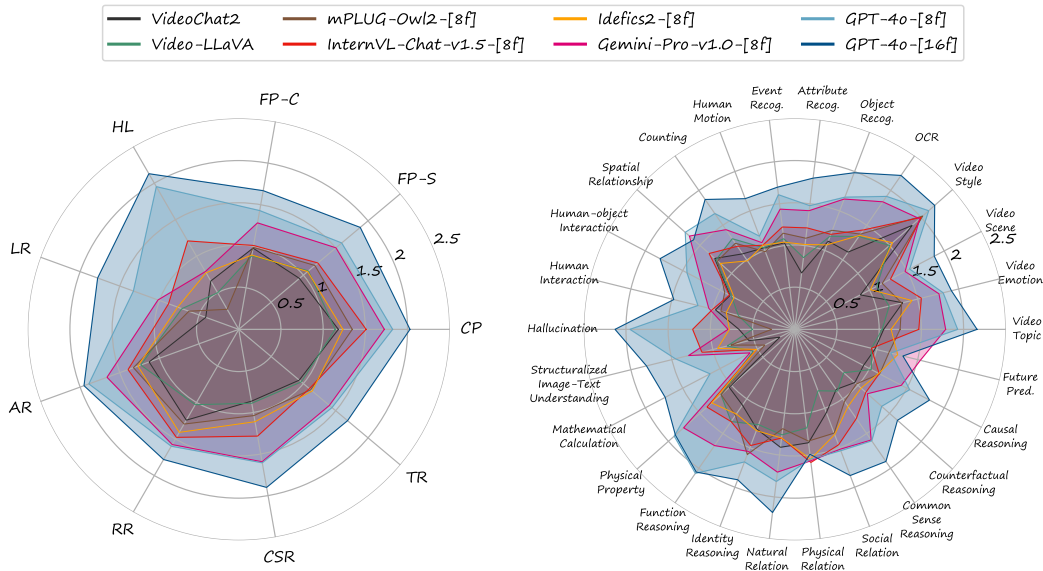 VideoChat2
Video-LLaVA
mPLUG-Owl2-[8f]
InternVL-Chat-v1.5-[8f]
Idefics2-[8f]
Gemini-Pro-v1.0-[8f]
GPT-4o-[8f]
GPT-4o-[16f]
FP-C
HL
FP-S
2.5
2
1.5
1
0.5
LR
CP
AR
TR
RR
CSR
Event
Recog.
Attribute
Recog.
Human
Motion
Object
Recog.
Counting
OCR
Spatial
Relationship
Video
Style
Human-object
Interaction
Video
Scene
2.5
2
1.5
1
0.5
Human
Interaction
Video
Emotion
Hallucination
Video
Topic
Structuralized
Image-Text
Understanding
Future
Pred.
Mathematical
Calculation
Causal
Reasoning
Physical
Property
Counterfactual
Reasoning
Function
Reasoning
Common
Sense
Reasoning
Identity
Reasoning
Natural
Relation
Physical
Relation
Social
Relation